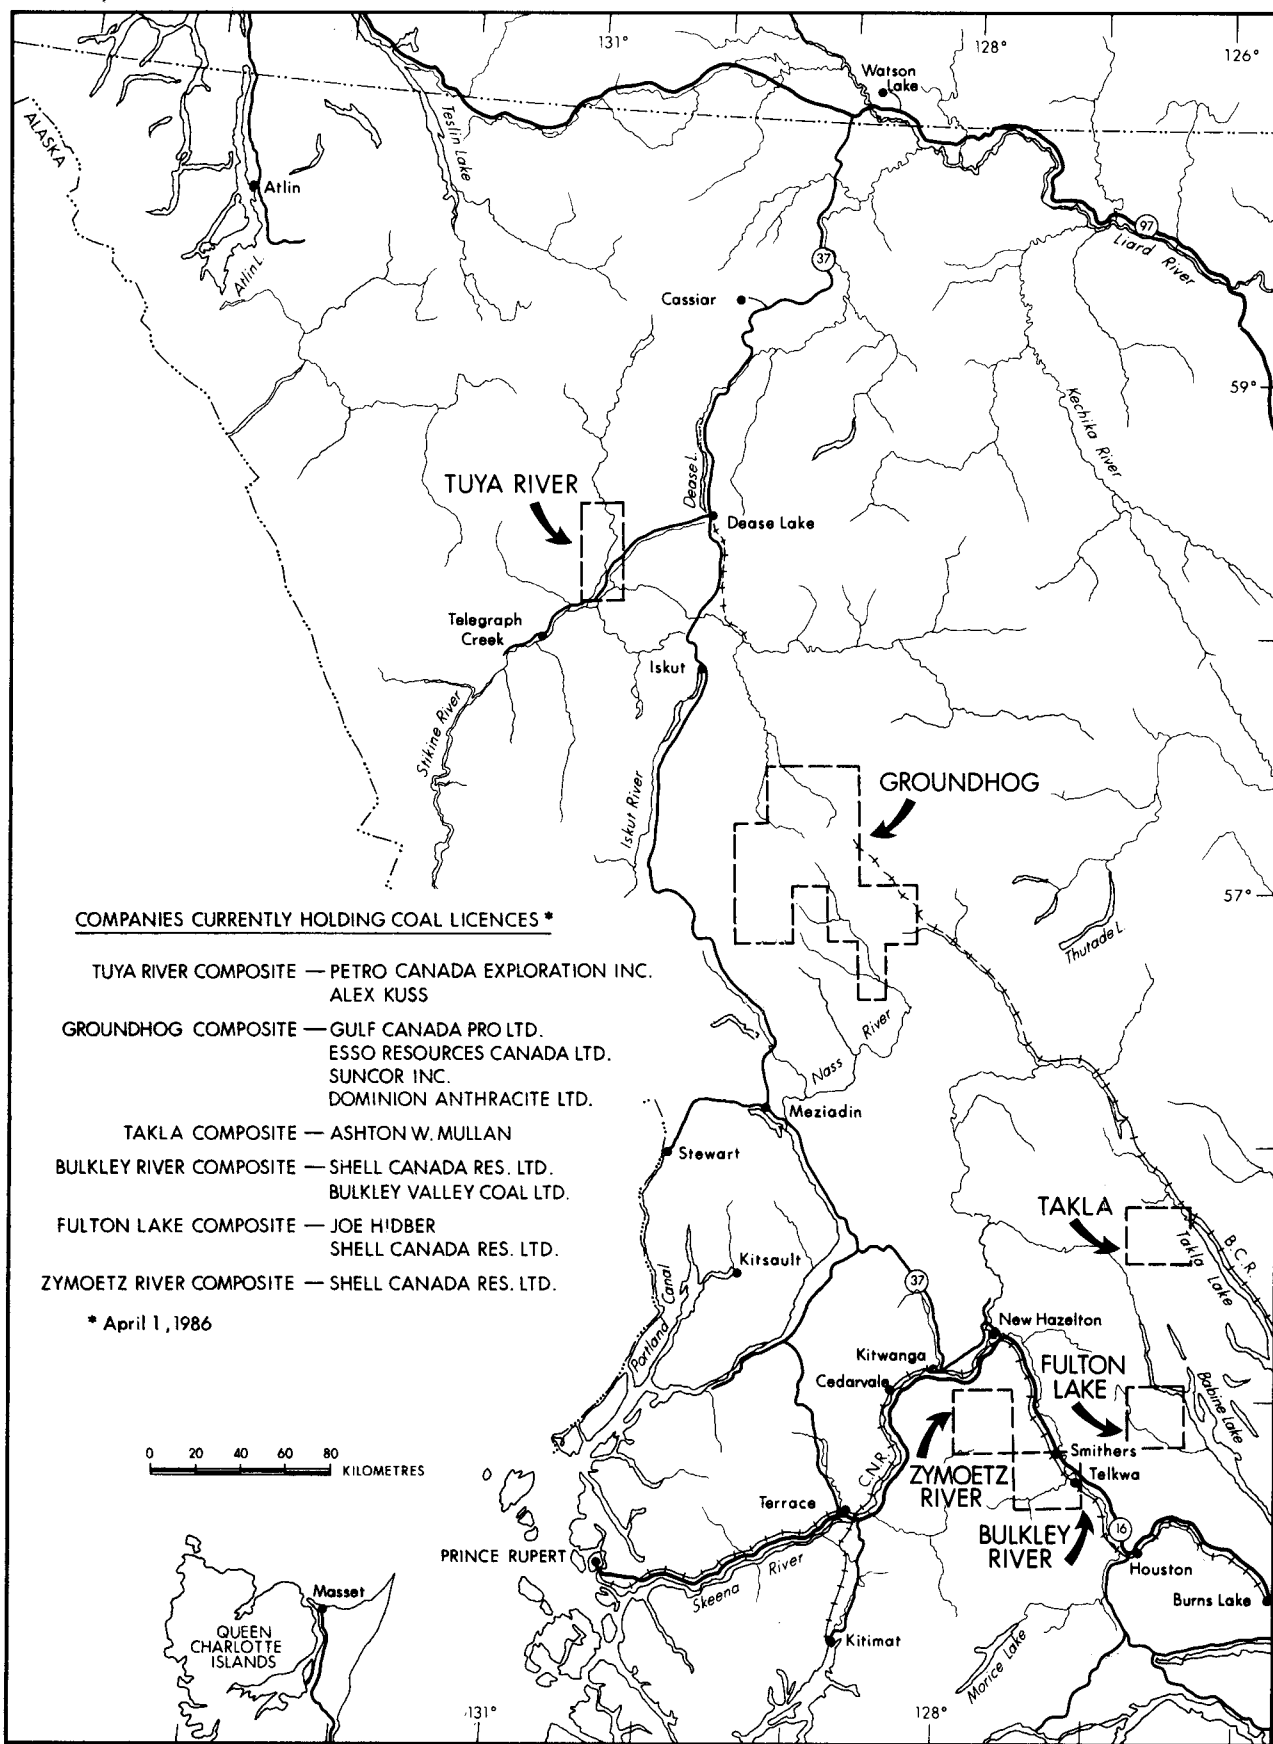 131°
128°
126°
Watson
Lake
ALASKA
Teslin Lake
Atlin
Atlin L.
97
Liard River
37
Cassiar
59°
Kechika River
TUYA RIVER
Dease L.
Dease Lake
Telegraph
Creek
Iskut
Stikine River
Iskut River
GROUNDHOG
57°
Thutade L.
COMPANIES CURRENTLY HOLDING COAL LICENCES *
TUYA RIVER COMPOSITE — PETRO CANADA EXPLORATION INC.
ALEX KUSS
GROUNDHOG COMPOSITE — GULF CANADA PRO LTD.
ESSO RESOURCES CANADA LTD.
SUNCOR INC.
DOMINION ANTHRACITE LTD.
TAKLA COMPOSITE — ASHTON W. MULLAN
BULKLEY RIVER COMPOSITE — SHELL CANADA RES. LTD.
BULKLEY VALLEY COAL LTD.
FULTON LAKE COMPOSITE — JOE HIDBER
SHELL CANADA RES. LTD.
ZYMOETZ RIVER COMPOSITE — SHELL CANADA RES. LTD.
* April 1, 1986
Nass River
Meziadin
Stewart
TAKLA
Takla Lake
B.C.R.
Kitsault
Portland Canal
37
New Hazelton
Kitwanga
Cedarvale
FULTON
LAKE
Babine Lake
0 20 40 60 80
KILOMETRES
C.N.R.
ZYMOETZ
RIVER
Smithers
Telkwa
Terrace
BULKLEY
RIVER
16
PRINCE RUPERT
Skeena River
Houston
Burns Lake
Masset
QUEEN
CHARLOTTE
ISLANDS
Kitimat
Morice Lake
131°
128°